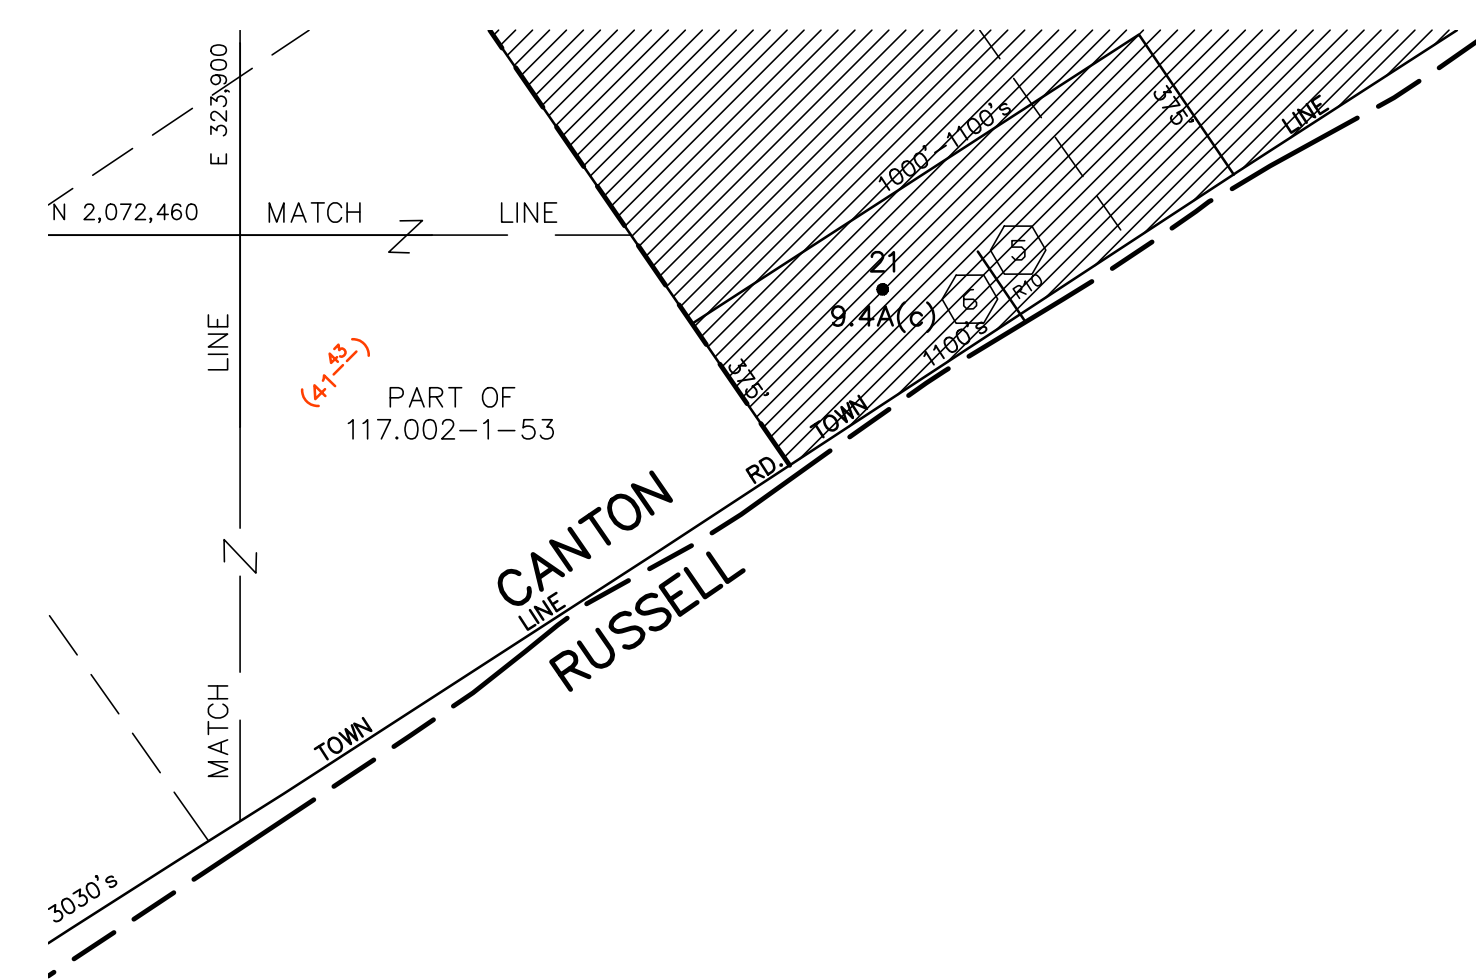 E 323,900
N 2,072,460
MATCH LINE
LINE
MATCH
(41-43)
PART OF
117.002-1-53
1000'-1100's
375'
LINE
21
9.4A(c)
5
6
R10
1100's
375'
TOWN
RD.
CANTON
LINE
RUSSELL
TOWN
3030's